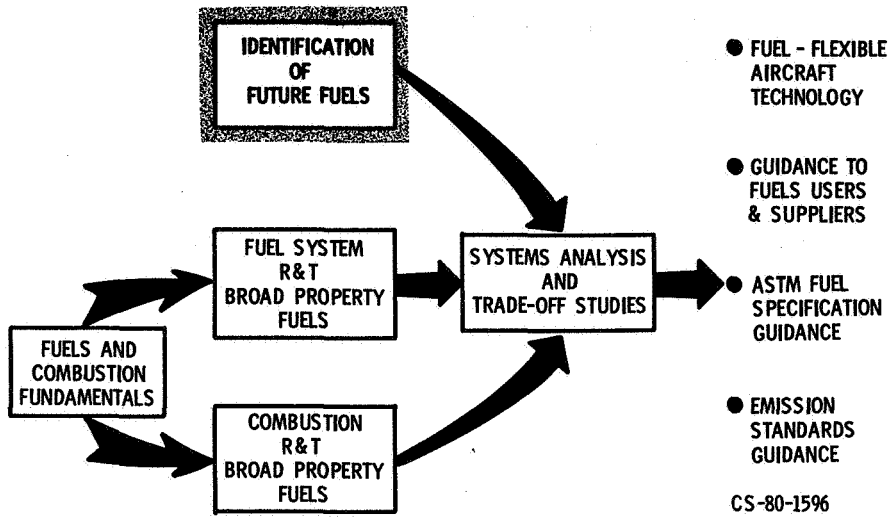 IDENTIFICATION
OF
FUTURE FUELS
FUEL SYSTEM
R&T
BROAD PROPERTY
FUELS
FUELS AND
COMBUSTION
FUNDAMENTALS
COMBUSTION
R&T
BROAD PROPERTY
FUELS
SYSTEMS ANALYSIS
AND
TRADE-OFF STUDIES
● FUEL - FLEXIBLE
AIRCRAFT
TECHNOLOGY
● GUIDANCE TO
FUELS USERS
& SUPPLIERS
● ASTM FUEL
SPECIFICATION
GUIDANCE
● EMISSION
STANDARDS
GUIDANCE
CS-80-1596